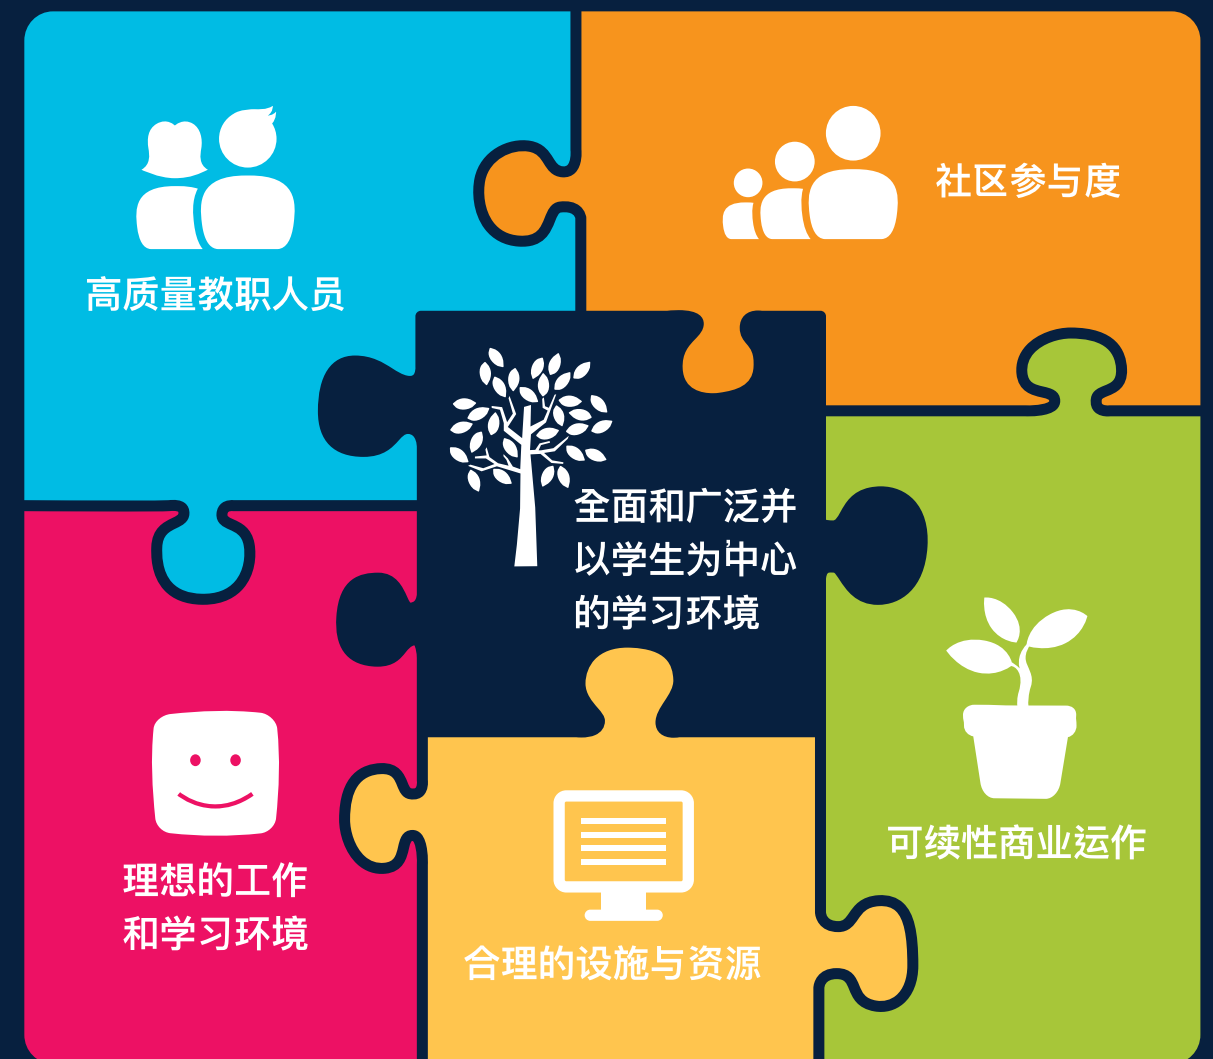 高质量教职人员
社区参与度
全面和广泛并
以学生为中心
的学习环境
理想的工作
和学习环境
合理的设施与资源
可续性商业运作